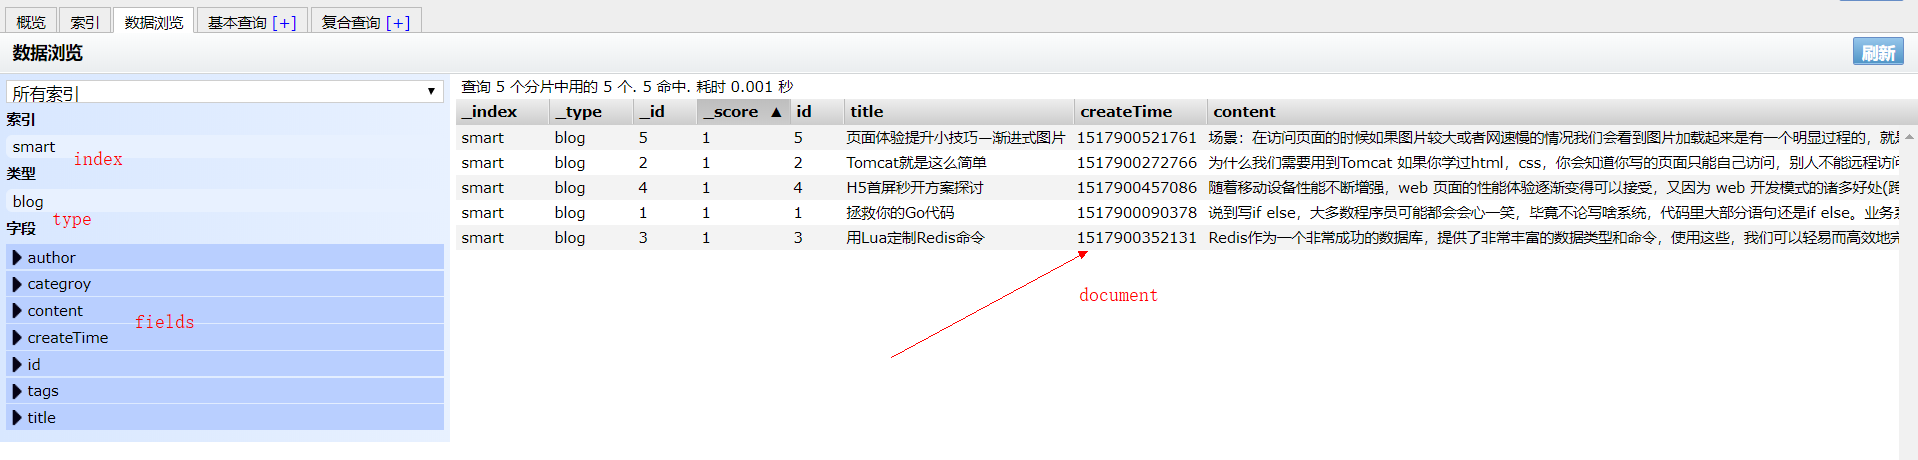 概览 索引 数据浏览 基本查询 [+] 复合查询 [+]
数据浏览 刷新
所有索引
索引
smart
index
类型
blog
type
字段
author
categroy
content
fields
createTime
id
tags
title
查询 5 个分片中用的 5 个. 5 命中. 耗时 0.001 秒
_index _type _id _score ▲ id title createTime content
smart blog 5 1 5 页面体验提升小技巧—渐进式图片 1517900521761 场景：在访问页面的时候如果图片较大或者网速慢的情况我们会看到图片加载起来是有一个明显过程的，就是
smart blog 2 1 2 Tomcat就是这么简单 1517900272766 为什么我们需要用到Tomcat 如果你学过html，css，你会知道你写的页面只能自己访问，别人不能远程访问
smart blog 4 1 4 H5首屏秒开方案探讨 1517900457086 随着移动设备性能不断增强，web 页面的性能体验逐渐变得可以接受，又因为 web 开发模式的诸多好处(跨
smart blog 1 1 1 拯救你的Go代码 1517900090378 说到写if else，大多数程序员可能都会会心一笑，毕竟不论写啥系统，代码里大部分语句还是if else。业务系
smart blog 3 1 3 用Lua定制Redis命令 1517900352131 Redis作为一个非常成功的数据库，提供了非常丰富的数据类型和命令，使用这些，我们可以轻易而高效地完
document